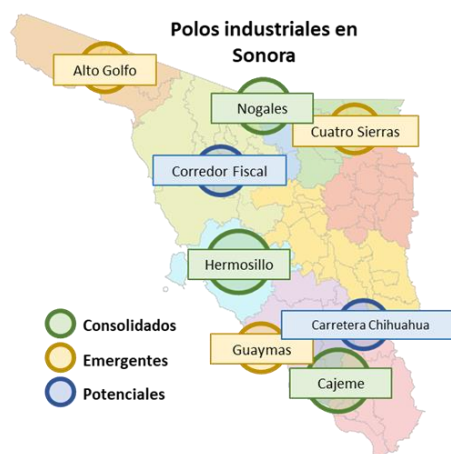 Polos industriales en
Sonora
Alto Golfo
Nogales
Cuatro Sierras
Corredor Fiscal
Hermosillo
Consolidados
Carretera Chihuahua
Emergentes
Guaymas
Potenciales
Cajeme